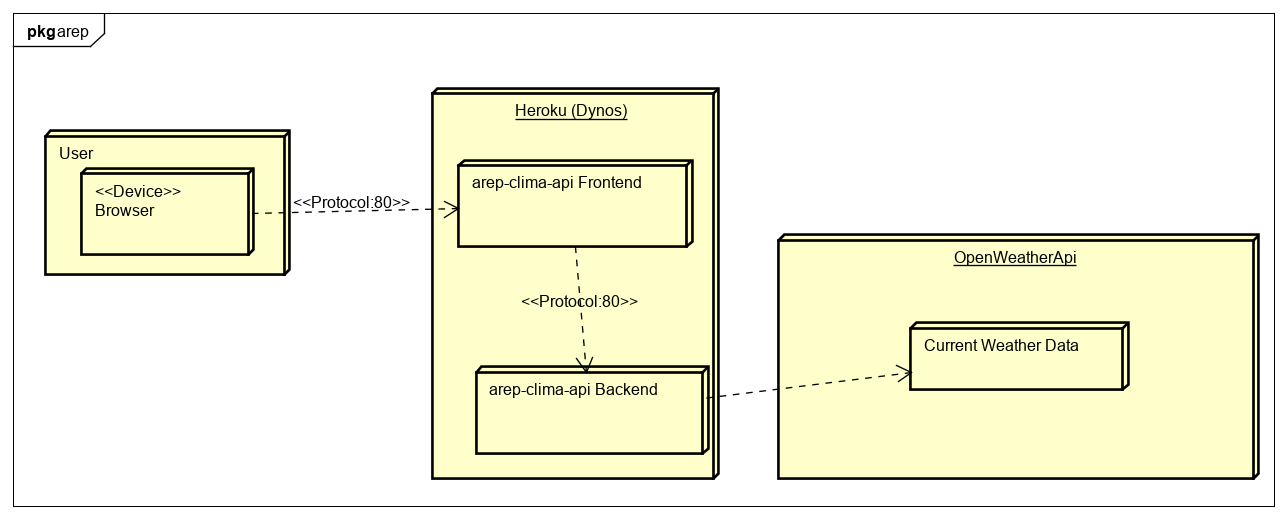 pkg arep
Heroku (Dynos)
User
arep-clima-api Frontend
<<Device>>
Browser
<<Protocol:80>>
OpenWeatherApi
<<Protocol:80>>
Current Weather Data
arep-clima-api Backend